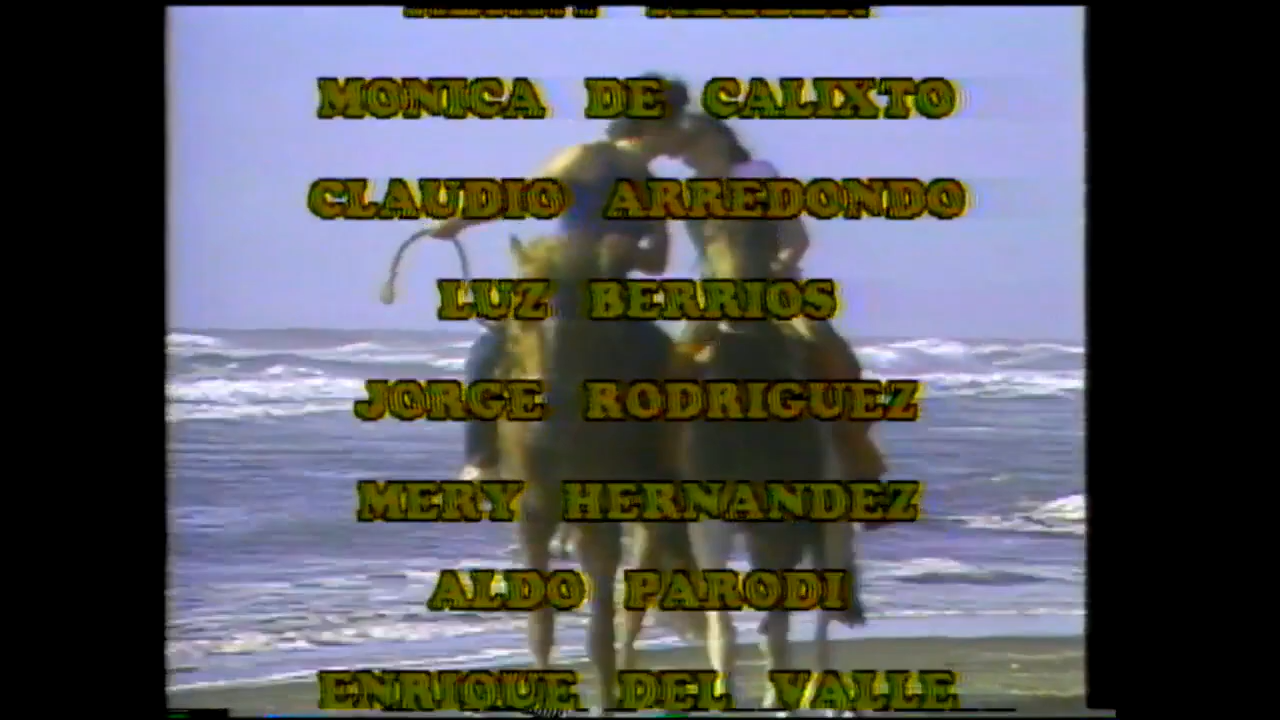 MONICA DE CALIXTO
CLAUDIO ARREDONDO
LUZ BERRIOS
JORGE RODRIGUEZ
MERY HERNANDEZ
ALDO PARODI
ENRIQUE DEL VALLE